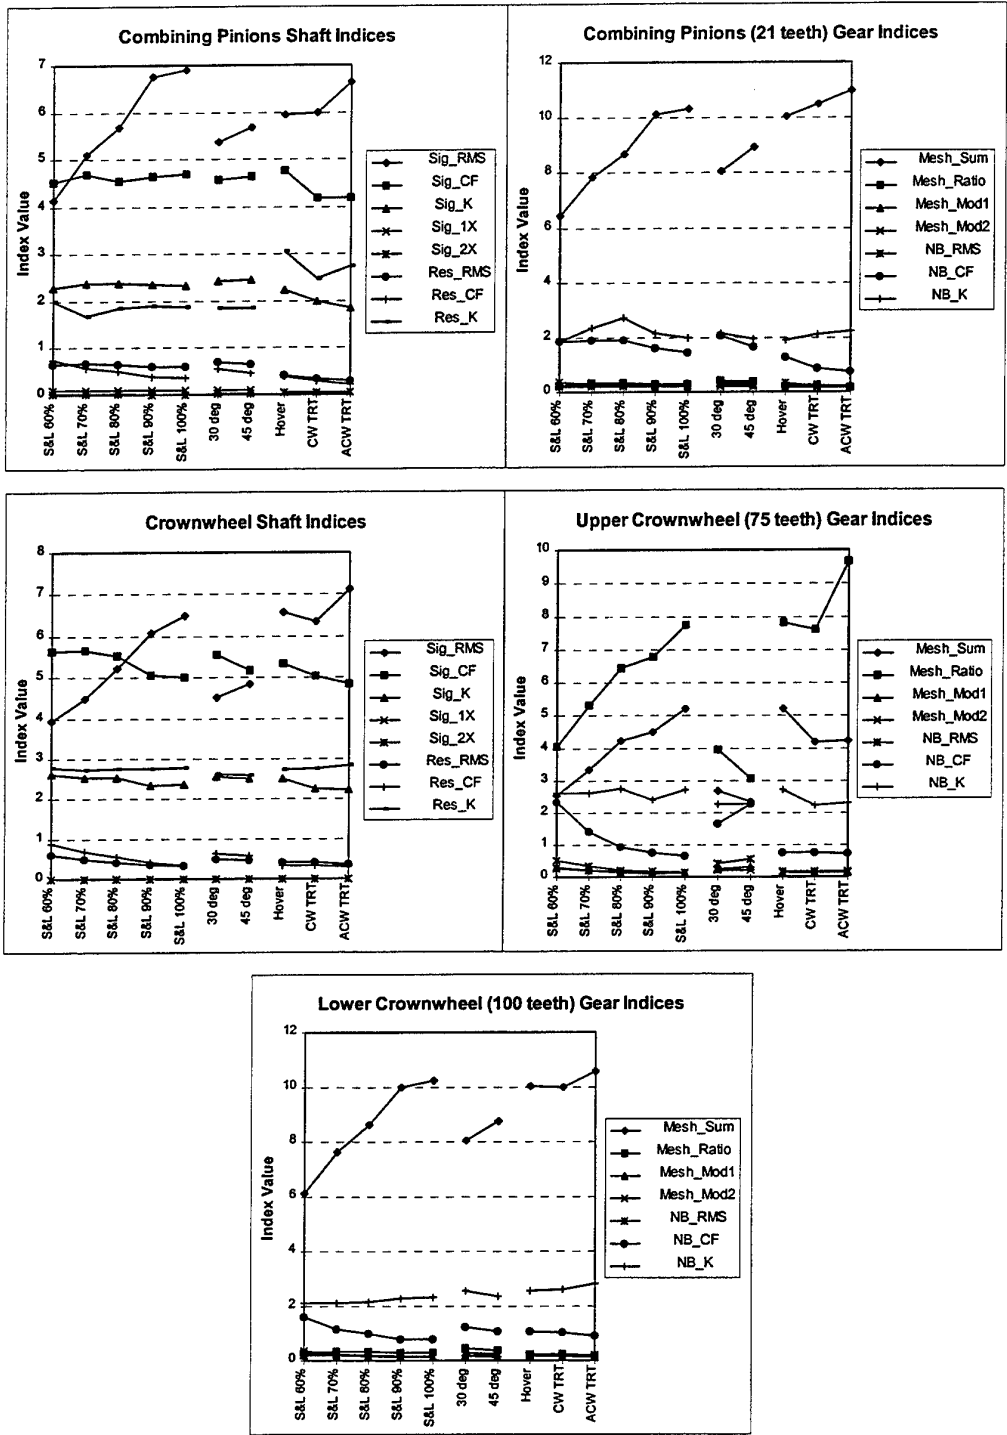 Combining Pinions Shaft Indices
Index Value
7
6
5
4
3
2
1
0
S&L 60%
S&L 70%
S&L 80%
S&L 90%
S&L 100%
30 deg
45 deg
Hover
CW TRT
ACW TRT
Sig_RMS
Sig_CF
Sig_K
Sig_1X
Sig_2X
Res_RMS
Res_CF
Res_K
Combining Pinions (21 teeth) Gear Indices
Index Value
12
10
8
6
4
2
0
S&L 60%
S&L 70%
S&L 80%
S&L 90%
S&L 100%
30 deg
45 deg
Hover
CW TRT
ACW TRT
Mesh_Sum
Mesh_Ratio
Mesh_Mod1
Mesh_Mod2
NB_RMS
NB_CF
NB_K
Crownwheel Shaft Indices
Index Value
8
7
6
5
4
3
2
1
0
S&L 60%
S&L 70%
S&L 80%
S&L 90%
S&L 100%
30 deg
45 deg
Hover
CW TRT
ACW TRT
Sig_RMS
Sig_CF
Sig_K
Sig_1X
Sig_2X
Res_RMS
Res_CF
Res_K
Upper Crownwheel (75 teeth) Gear Indices
Index Value
10
9
8
7
6
5
4
3
2
1
0
S&L 60%
S&L 70%
S&L 80%
S&L 90%
S&L 100%
30 deg
45 deg
Hover
CW TRT
ACW TRT
Mesh_Sum
Mesh_Ratio
Mesh_Mod1
Mesh_Mod2
NB_RMS
NB_CF
NB_K
Lower Crownwheel (100 teeth) Gear Indices
Index Value
12
10
8
6
4
2
0
S&L 60%
S&L 70%
S&L 80%
S&L 90%
S&L 100%
30 deg
45 deg
Hover
CW TRT
ACW TRT
Mesh_Sum
Mesh_Ratio
Mesh_Mod1
Mesh_Mod2
NB_RMS
NB_CF
NB_K